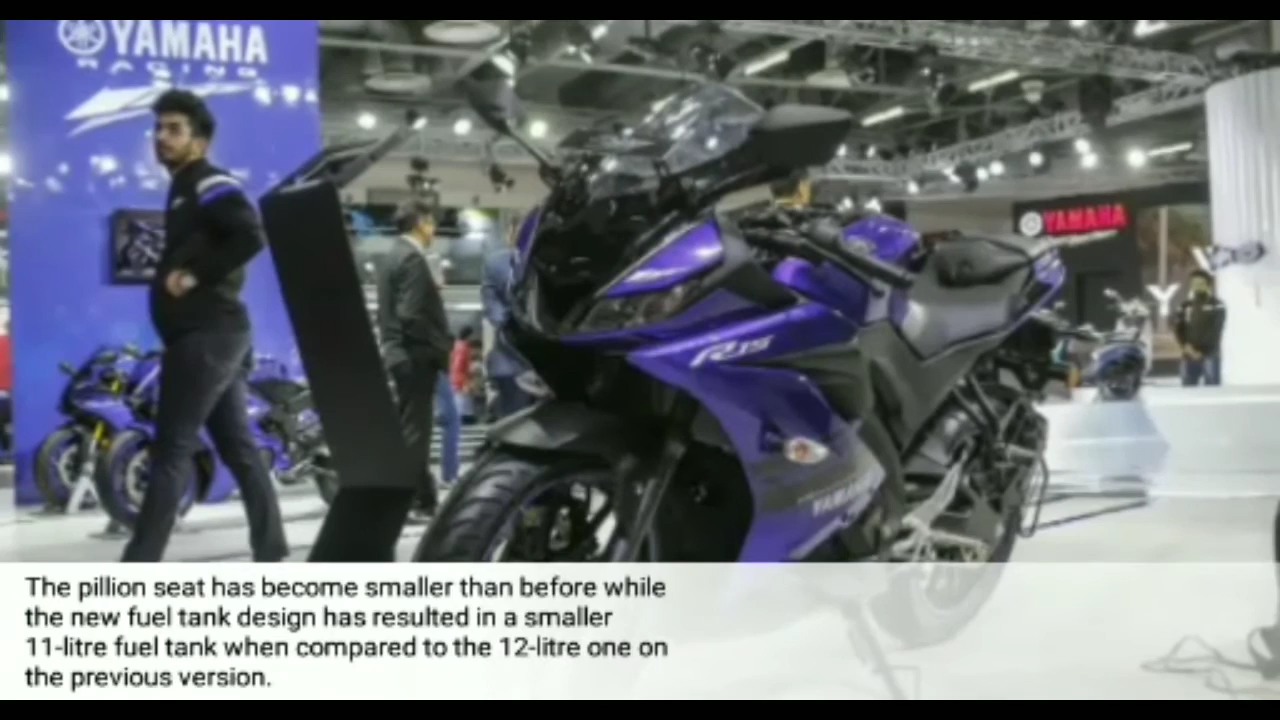 YAMAHA
RACING
YAMAHA
R15
YAMAHA
The pillion seat has become smaller than before while
the new fuel tank design has resulted in a smaller
11-litre fuel tank when compared to the 12-litre one on
the previous version.